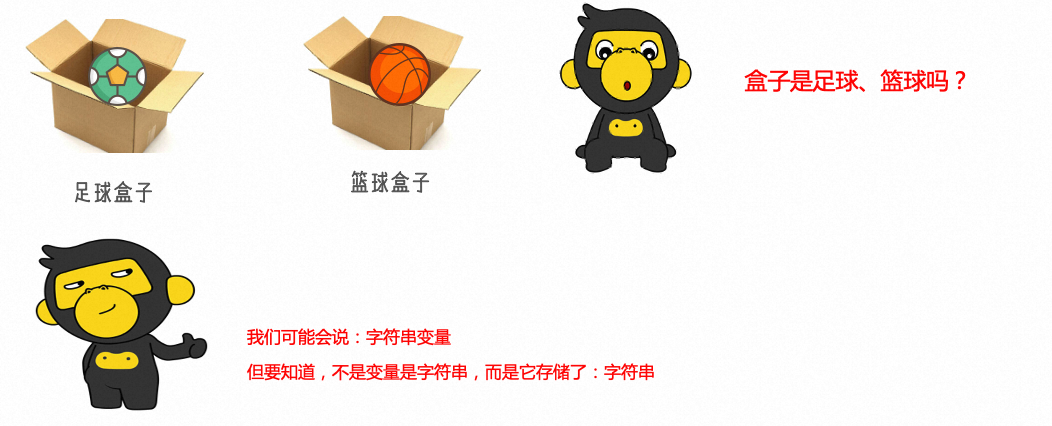 盒子是足球、篮球吗？
足球盒子
篮球盒子
我们可能会说：字符串变量
但要知道，不是变量是字符串，而是它存储了：字符串